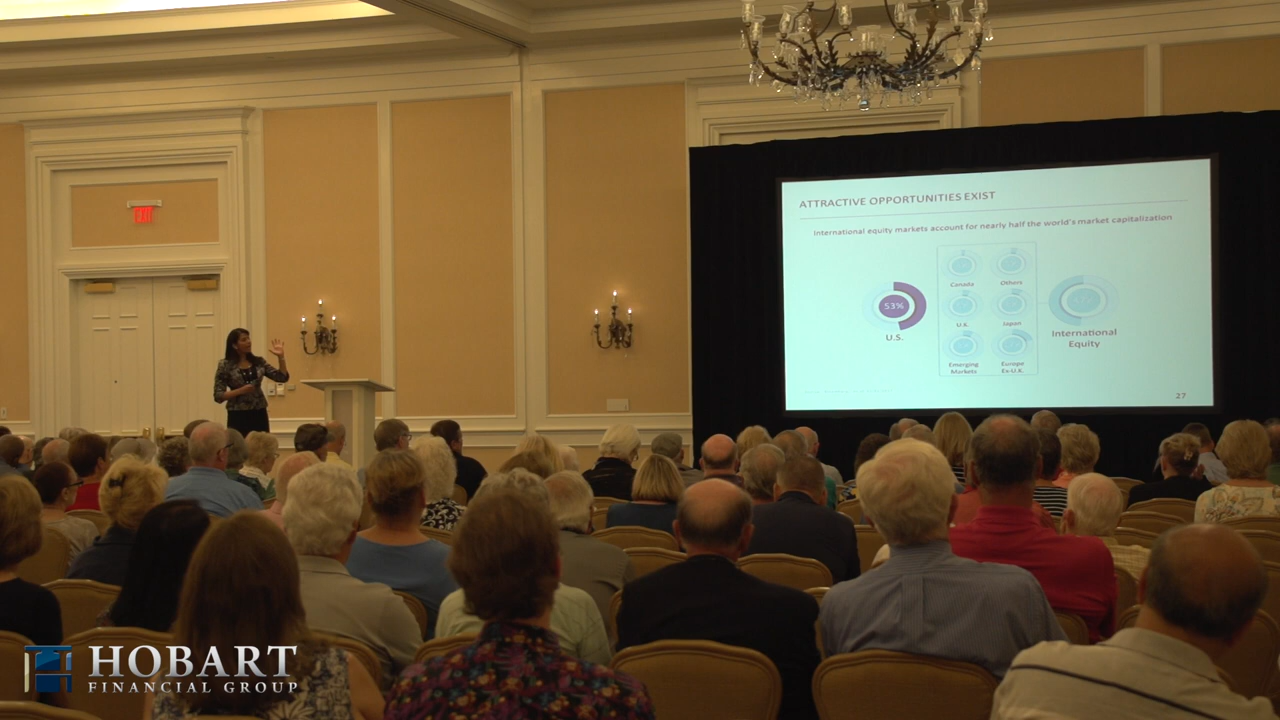 EXIT
ATTRACTIVE OPPORTUNITIES EXIST
International equity markets account for nearly half the world's market capitalization
53%
U.S.
Canada
Others
U.K.
Japan
Emerging
Markets
Europe
Ex-U.K.
International
Equity
27
HOBART
FINANCIAL GROUP